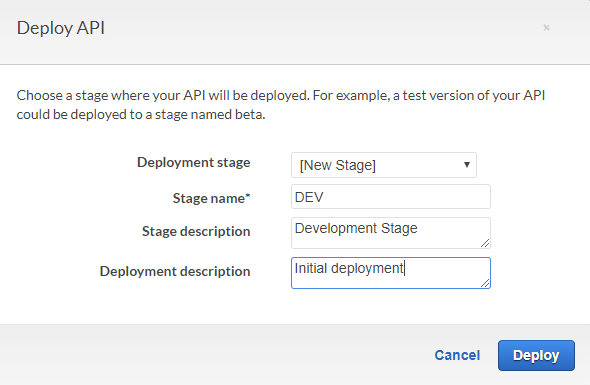 Deploy API
×
Choose a stage where your API will be deployed. For example, a test version of your API
could be deployed to a stage named beta.
Deployment stage [New Stage]
Stage name* DEV
Stage description Development Stage
Deployment description Initial deployment
Cancel Deploy